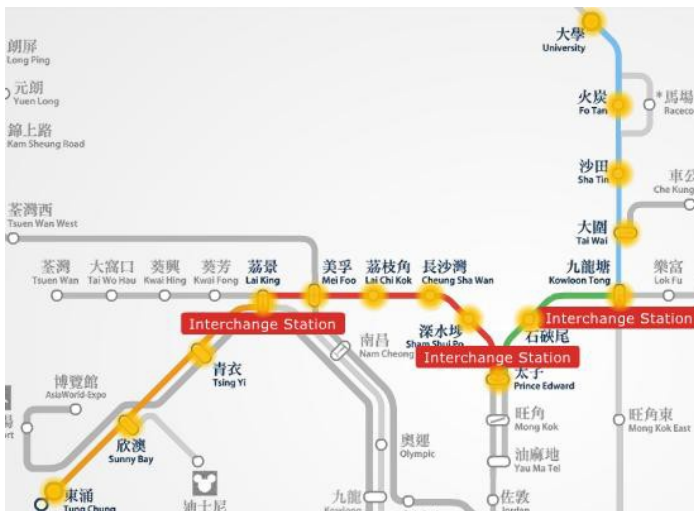 大學
University
朗屏
Long Ping
元朗
Yuen Long
火炭
Fo Tan
*馬場
錦上路
Kam Sheung Road
沙田
Sha Tin
Che Kung
荃灣西
Tsuen Wan West
大圍
Tai Wai
荃灣
Tsuen Wan
大窩口
Tai Wo Hau
葵興
Kwai Hing
葵芳
Kwai Fong
荔景
Lai King
美孚
Mei Foo
荔枝角
Lai Chi Kok
長沙灣
Cheung Sha Wan
九龍塘
Kowloon Tong
樂富
Lok Fu
Interchange Station
Interchange Station
深水埗
Sham Shui Po
石硤尾
Interchange Station
南昌
Nam Cheong
青衣
Tsing Yi
太子
Prince Edward
博覽館
AsiaWorld-Expo
旺角
Mong Kok
旺角東
Mong Kok East
欣澳
Sunny Bay
奧運
Olympic
油麻地
Yau Ma Tei
東涌
Tung Chung
迪士尼
九龍
Kowloon
佐敦
Jordan